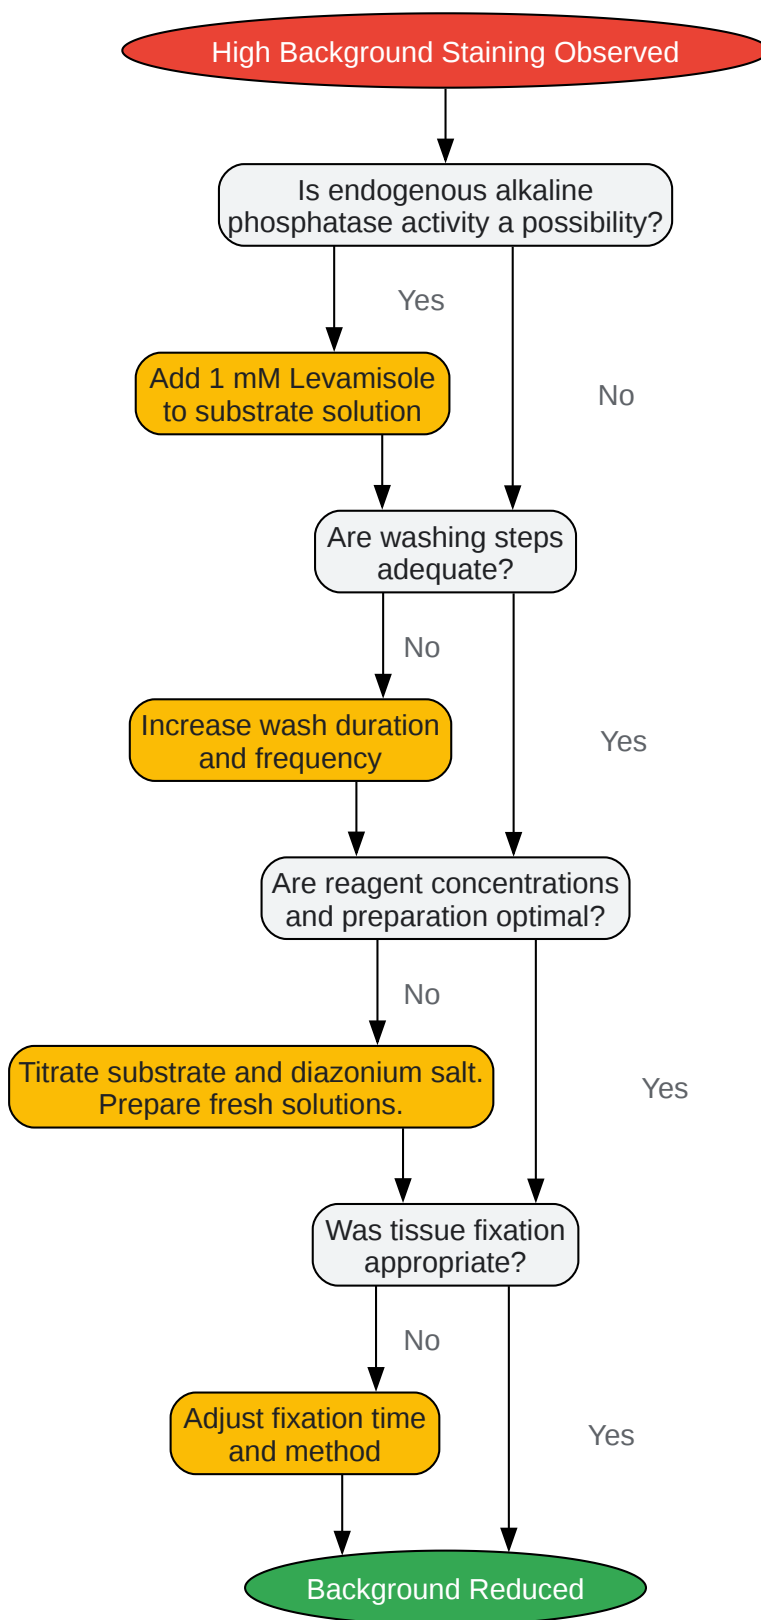 High Background Staining Observed
Is endogenous alkaline
phosphatase activity a possibility?
Yes
Add 1 mM Levamisole
to substrate solution
No
Are washing steps
adequate?
No
Increase wash duration
and frequency
Yes
Are reagent concentrations
and preparation optimal?
No
Titrate substrate and diazonium salt.
Prepare fresh solutions.
Yes
Was tissue fixation
appropriate?
No
Adjust fixation time
and method
Yes
Background Reduced